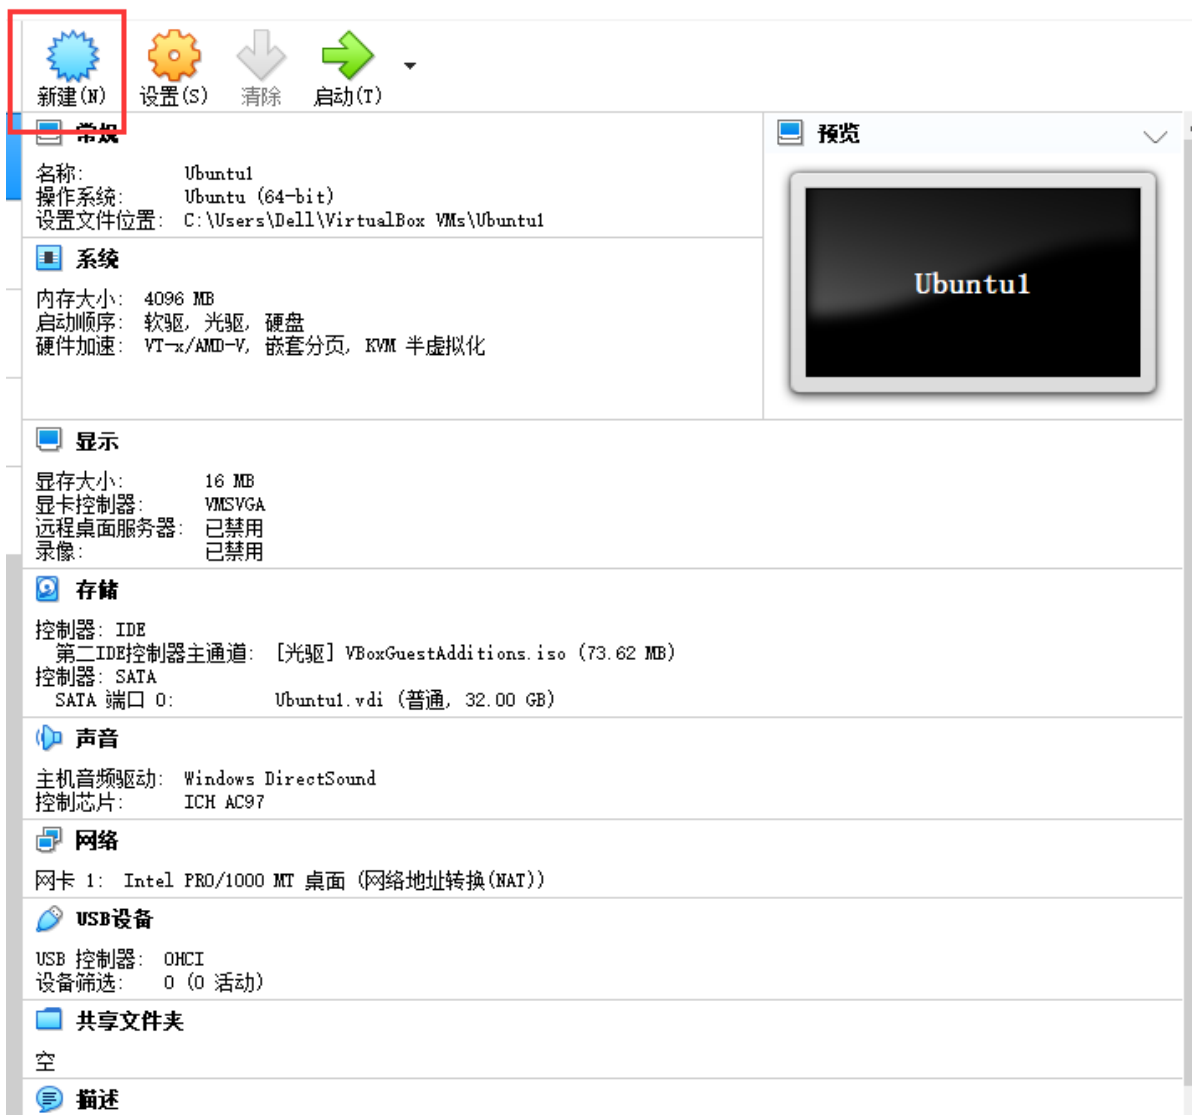 新建(N) 设置(S) 清除 启动(T)
常规
名称: Ubuntu1
操作系统: Ubuntu (64-bit)
设置文件位置: C:\Users\Dell\VirtualBox VMs\Ubuntu1
预览
Ubuntu1
系统
内存大小: 4096 MB
启动顺序: 软驱, 光驱, 硬盘
硬件加速: VT-x/AMD-V, 嵌套分页, KVM 半虚拟化
显示
显存大小: 16 MB
显卡控制器: VMSVGA
远程桌面服务器: 已禁用
录像: 已禁用
存储
控制器: IDE
第二IDE控制器主通道: [光驱] VBoxGuestAdditions.iso (73.62 MB)
控制器: SATA
SATA 端口 0: Ubuntu1.vdi (普通, 32.00 GB)
声音
主机音频驱动: Windows DirectSound
控制芯片: ICH AC97
网络
网卡 1: Intel PRO/1000 MT 桌面 (网络地址转换(NAT))
USB设备
USB 控制器: OHCI
设备筛选: 0 (0 活动)
共享文件夹
空
描述